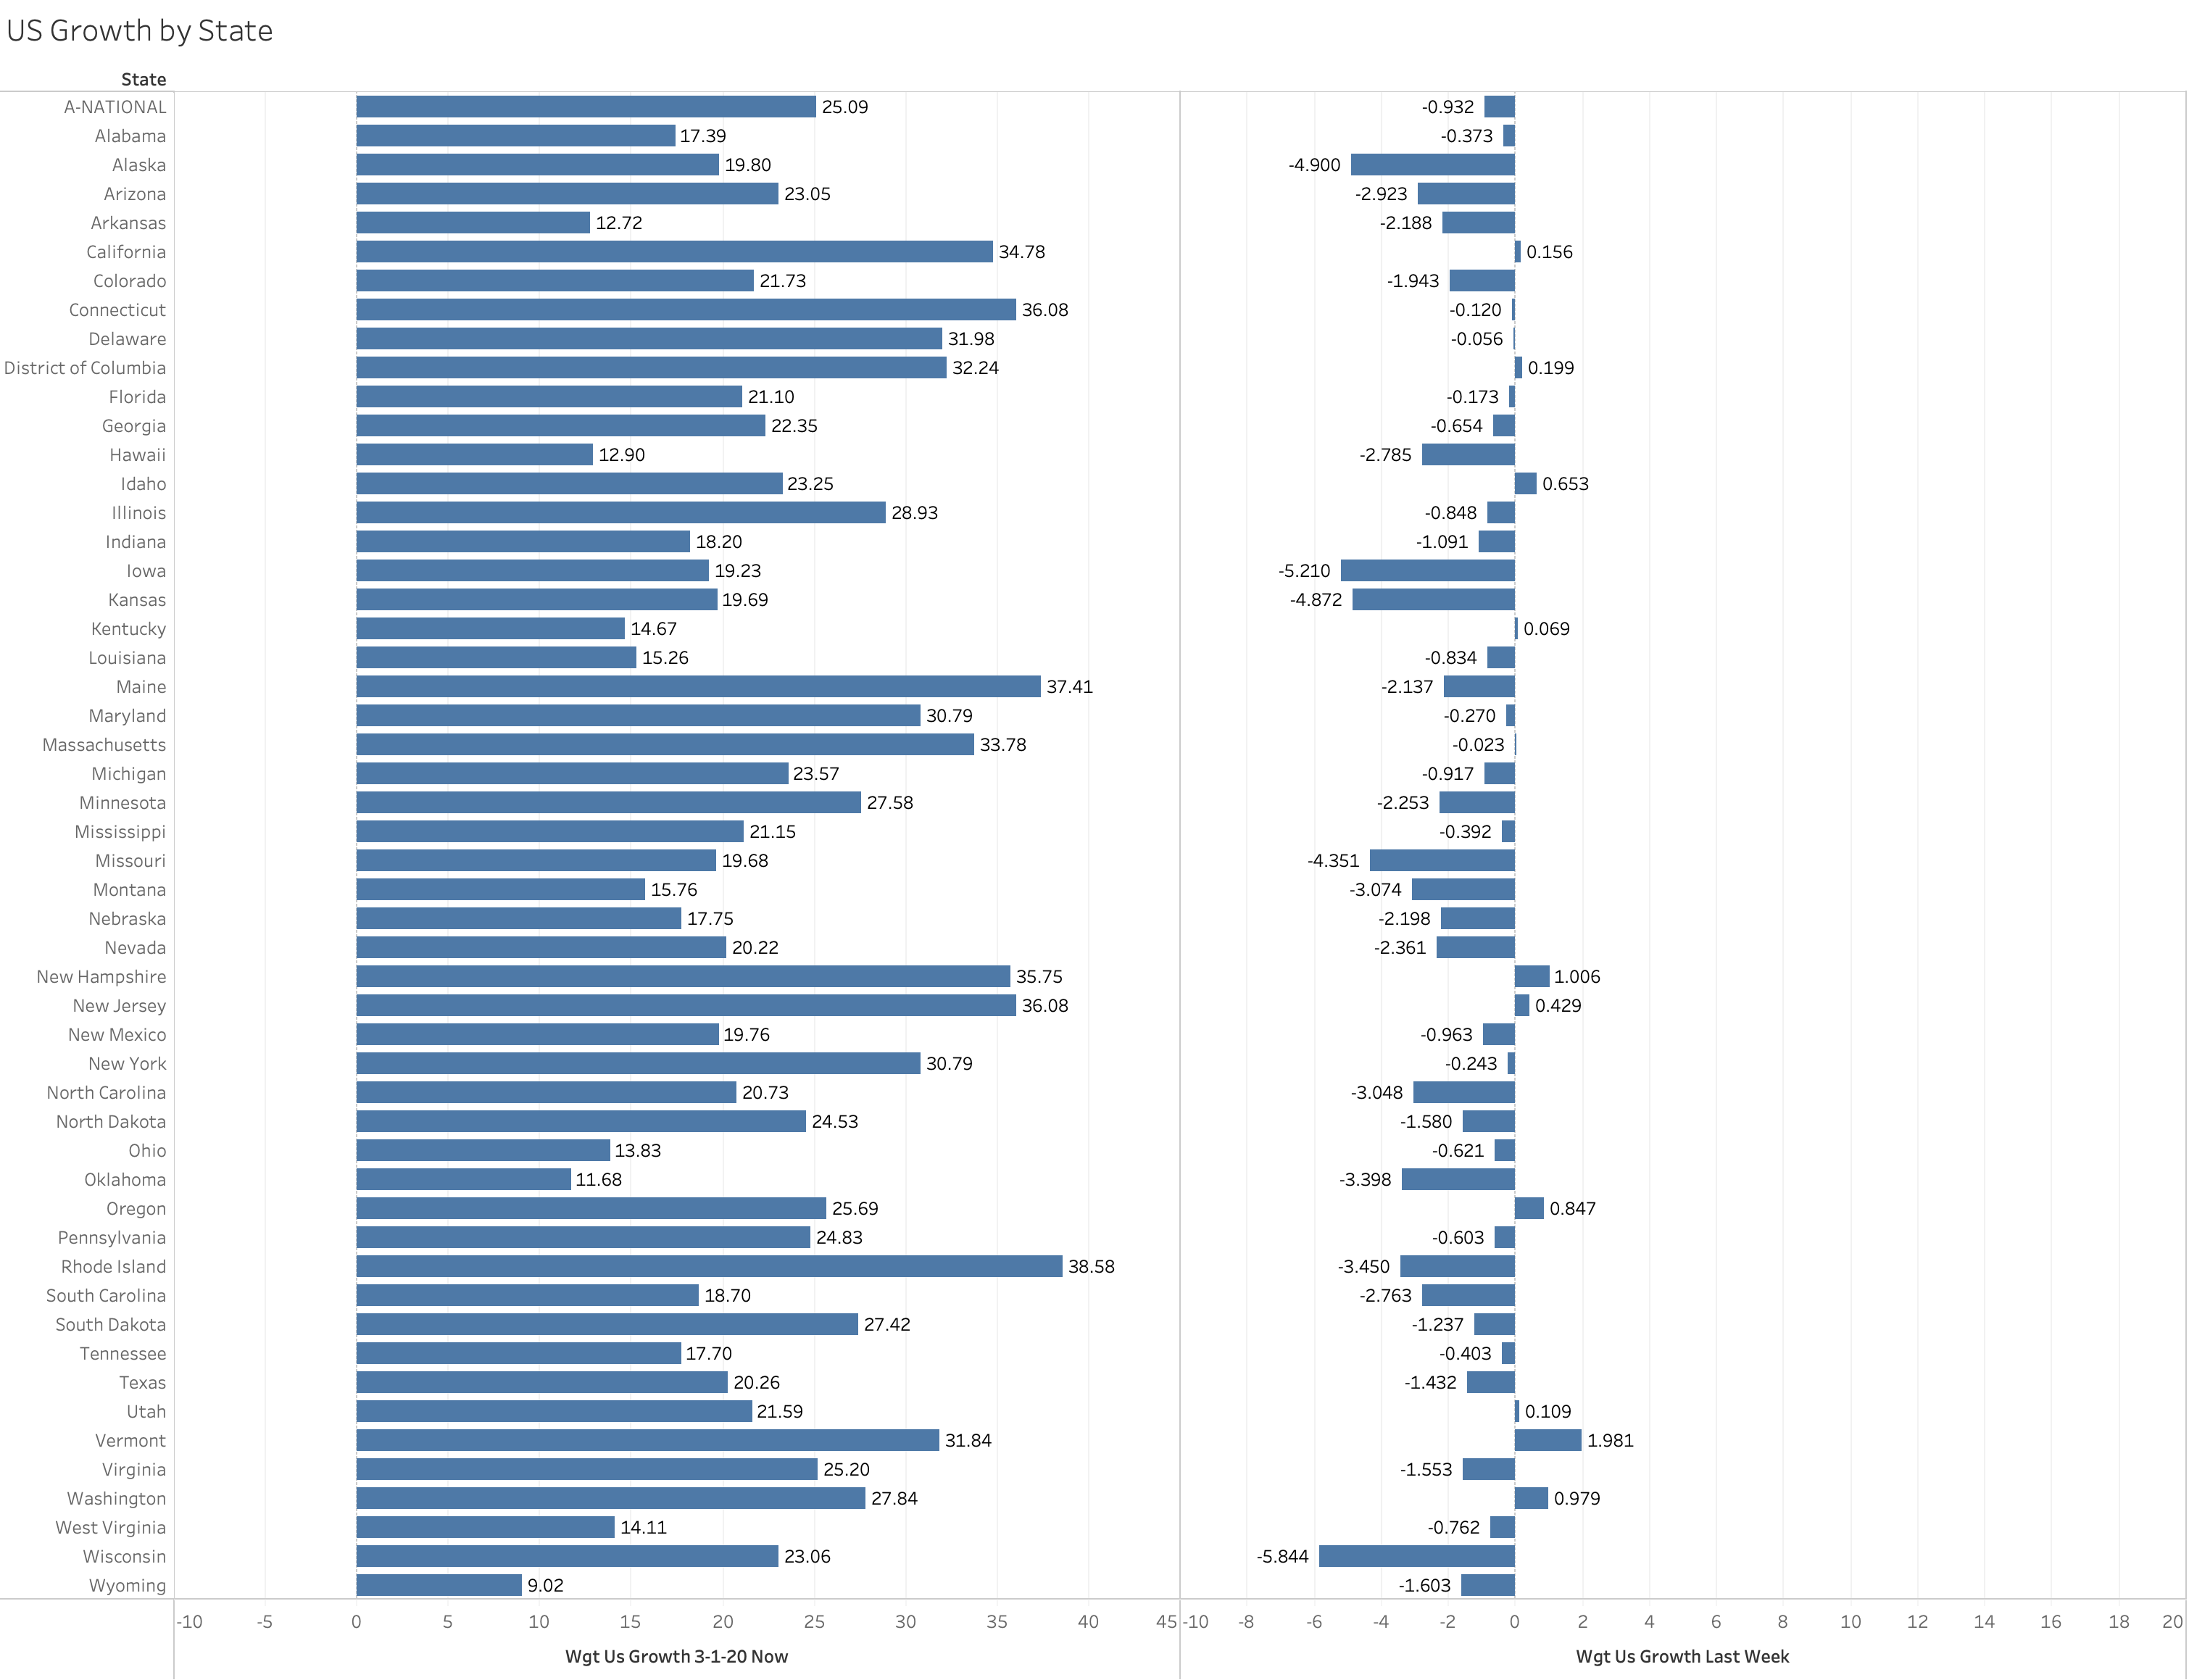 US Growth by State
State
A-NATIONAL 25.09 -0.932
Alabama 17.39 -0.373
Alaska 19.80 -4.900
Arizona 23.05 -2.923
Arkansas 12.72 -2.188
California 34.78 0.156
Colorado 21.73 -1.943
Connecticut 36.08 -0.120
Delaware 31.98 -0.056
District of Columbia 32.24 0.199
Florida 21.10 -0.173
Georgia 22.35 -0.654
Hawaii 12.90 -2.785
Idaho 23.25 0.653
Illinois 28.93 -0.848
Indiana 18.20 -1.091
Iowa 19.23 -5.210
Kansas 19.69 -4.872
Kentucky 14.67 0.069
Louisiana 15.26 -0.834
Maine 37.41 -2.137
Maryland 30.79 -0.270
Massachusetts 33.78 -0.023
Michigan 23.57 -0.917
Minnesota 27.58 -2.253
Mississippi 21.15 -0.392
Missouri 19.68 -4.351
Montana 15.76 -3.074
Nebraska 17.75 -2.198
Nevada 20.22 -2.361
New Hampshire 35.75 1.006
New Jersey 36.08 0.429
New Mexico 19.76 -0.963
New York 30.79 -0.243
North Carolina 20.73 -3.048
North Dakota 24.53 -1.580
Ohio 13.83 -0.621
Oklahoma 11.68 -3.398
Oregon 25.69 0.847
Pennsylvania 24.83 -0.603
Rhode Island 38.58 -3.450
South Carolina 18.70 -2.763
South Dakota 27.42 -1.237
Tennessee 17.70 -0.403
Texas 20.26 -1.432
Utah 21.59 0.109
Vermont 31.84 1.981
Virginia 25.20 -1.553
Washington 27.84 0.979
West Virginia 14.11 -0.762
Wisconsin 23.06 -5.844
Wyoming 9.02 -1.603
-10 -5 0 5 10 15 20 25 30 35 40 45 -10 -8 -6 -4 -2 0 2 4 6 8 10 12 14 16 18 20
Wgt Us Growth 3-1-20 Now Wgt Us Growth Last Week